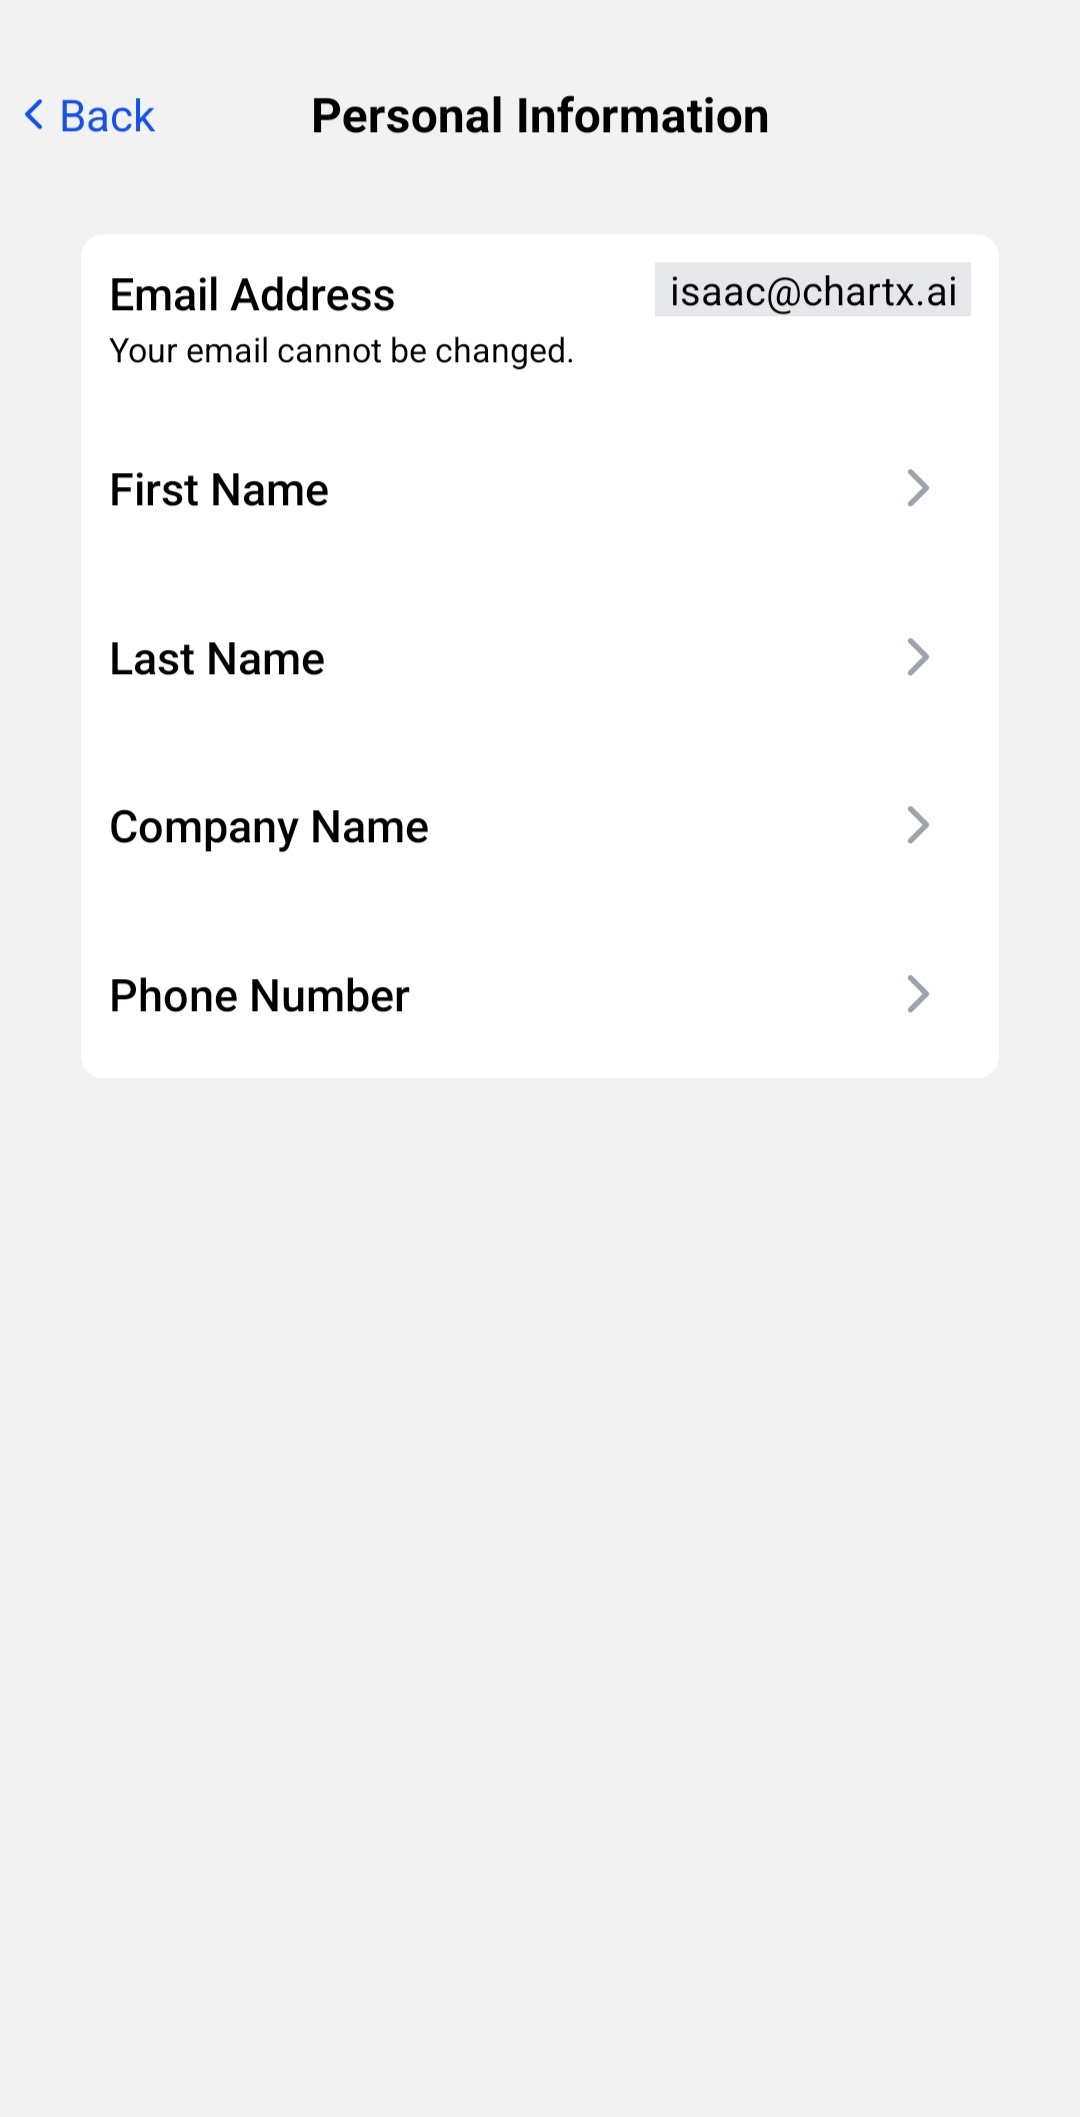 Back
Personal Information
Email Address
isaac@chartx.ai
Your email cannot be changed.
First Name
Last Name
Company Name
Phone Number